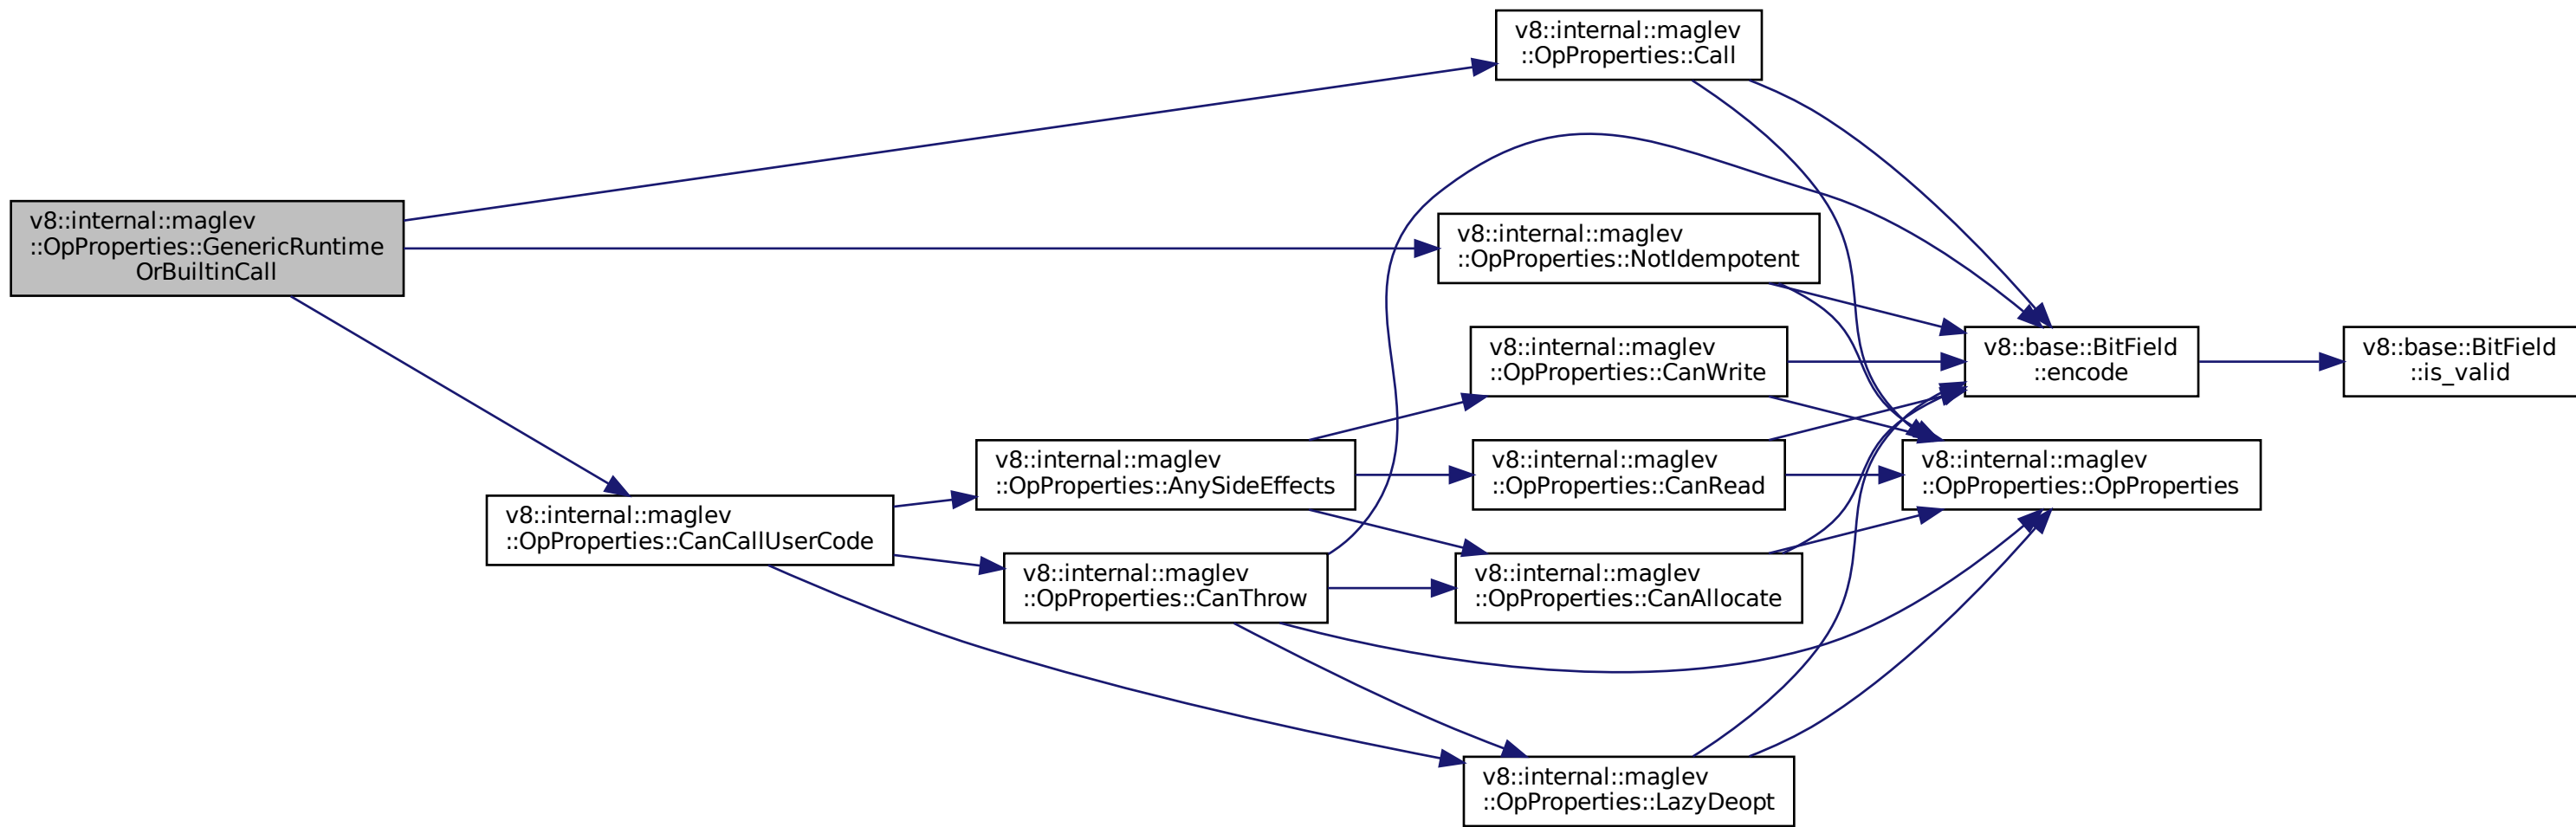 v8::internal::maglev
::OpProperties::GenericRuntime
OrBuiltinCall
v8::internal::maglev
::OpProperties::Call
v8::internal::maglev
::OpProperties::NotIdempotent
v8::internal::maglev
::OpProperties::CanCallUserCode
v8::internal::maglev
::OpProperties::AnySideEffects
v8::internal::maglev
::OpProperties::CanThrow
v8::internal::maglev
::OpProperties::CanWrite
v8::internal::maglev
::OpProperties::CanRead
v8::internal::maglev
::OpProperties::CanAllocate
v8::internal::maglev
::OpProperties::LazyDeopt
v8::base::BitField
::encode
v8::internal::maglev
::OpProperties::OpProperties
v8::base::BitField
::is_valid